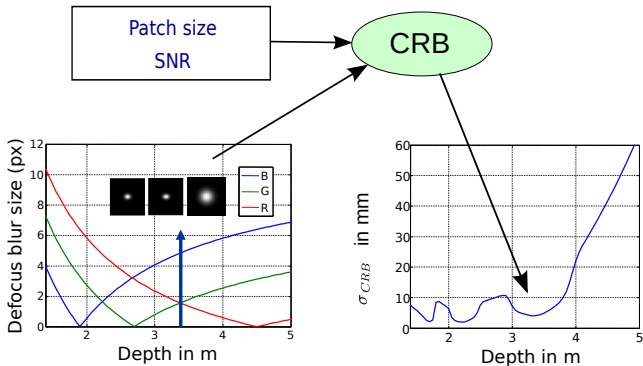 Patch size
SNR
CRB
Defocus blur size (px)
12
10
8
6
4
2
0
B
G
R
2
3
4
5
Depth in m
σ CRB in mm
60
50
40
30
20
10
0
2
3
4
5
Depth in m